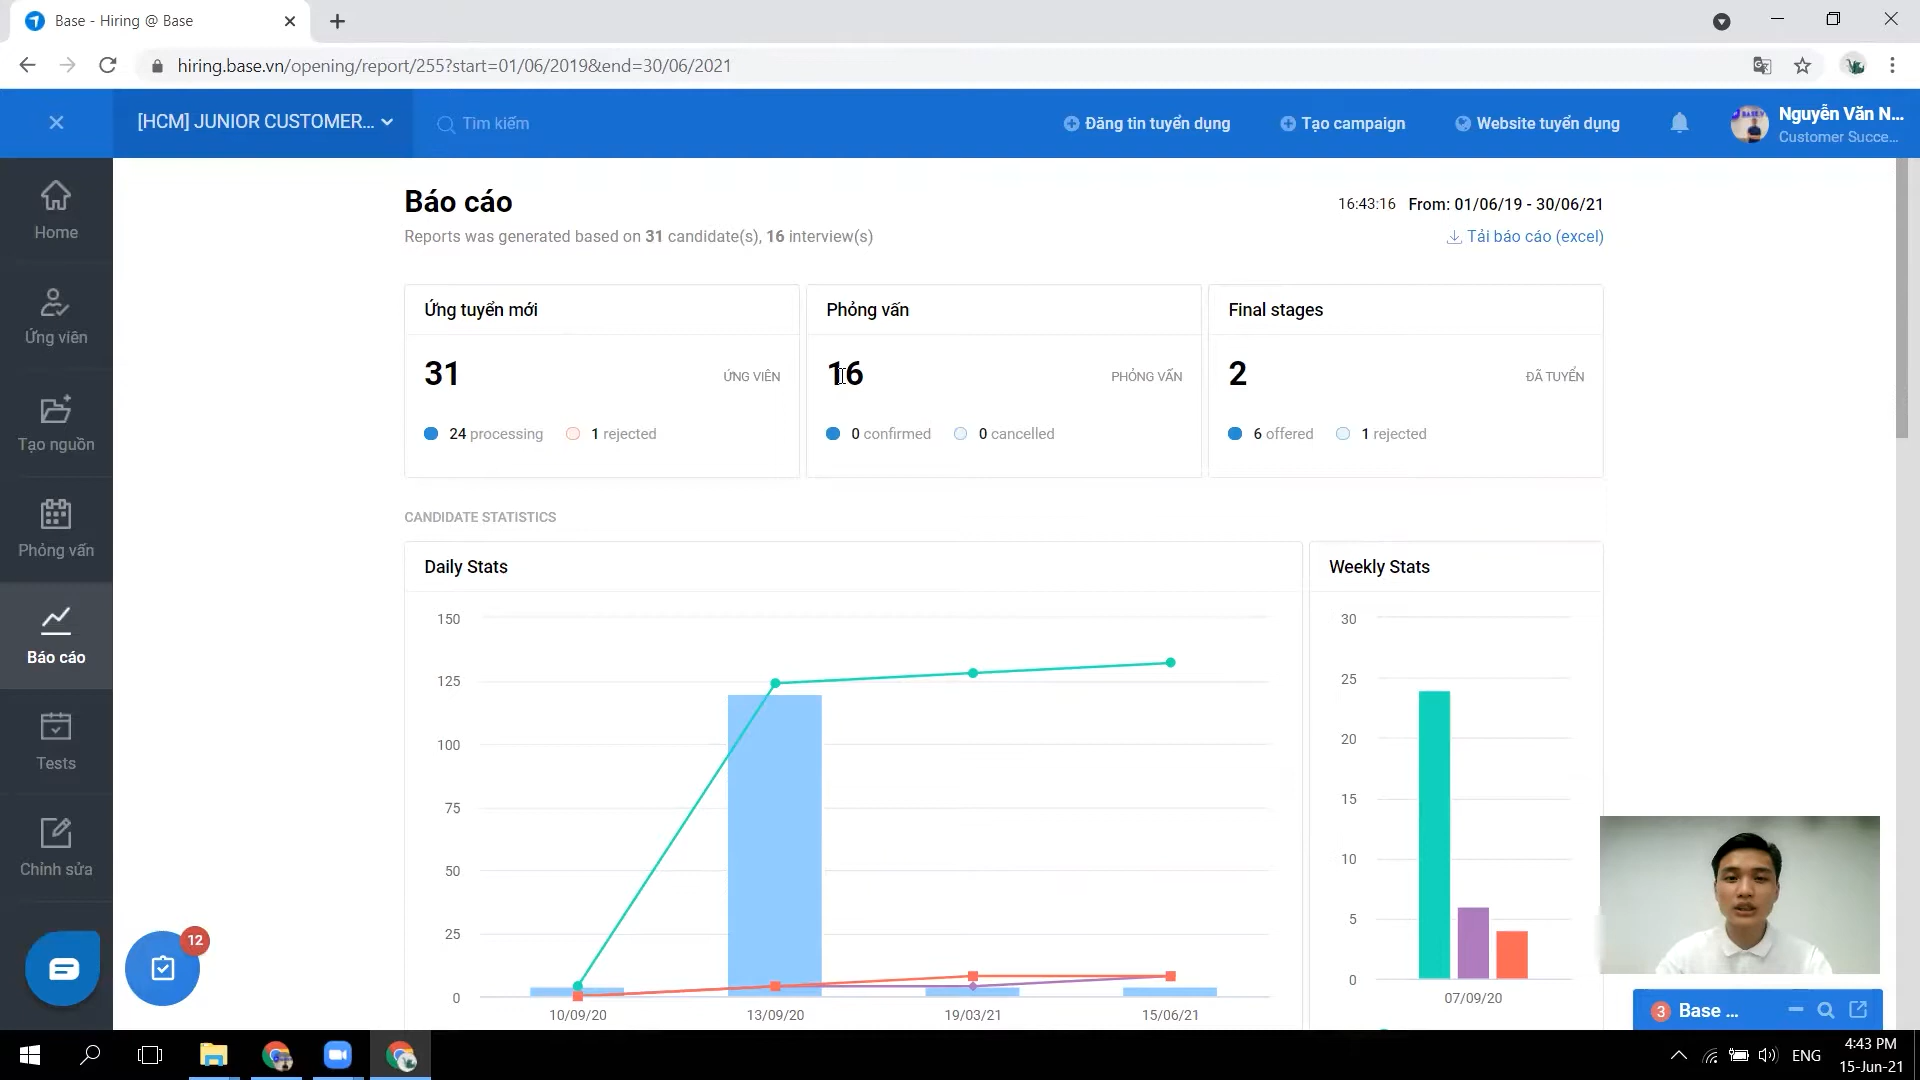 Base - Hiring @ Base
hiring.base.vn/opening/report/255?start=01/06/2019&end=30/06/2021
[HCM] JUNIOR CUSTOMER...
Tìm kiếm
Đăng tin tuyển dụng
Tạo campaign
Website tuyển dụng
Nguyễn Văn N...
Customer Succe...
Home
Ứng viên
Tạo nguồn
Phỏng vấn
Báo cáo
Tests
Chỉnh sửa
12
Báo cáo
16:43:16 From: 01/06/19 - 30/06/21
Reports was generated based on 31 candidate(s), 16 interview(s)
Tải báo cáo (excel)
Ứng tuyển mới
31
ỨNG VIÊN
24 processing
1 rejected
Phỏng vấn
16
PHỎNG VẤN
0 confirmed
0 cancelled
Final stages
2
ĐÃ TUYỂN
6 offered
1 rejected
CANDIDATE STATISTICS
Daily Stats
150
125
100
75
50
25
0
10/09/20
13/09/20
19/03/21
15/06/21
Weekly Stats
30
25
20
15
10
5
0
07/09/20
3 Base ...
ENG
4:43 PM
15-Jun-21